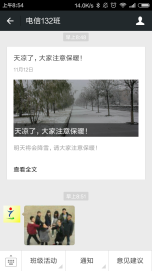 上午8:54
14.0K/s
电信132班
天凉了，大家注意保暖！
11月12日
天凉了，大家注意保暖！
明天将会降雪，请大家注意保暖！
查看全文
班级活动
通知
意见建议